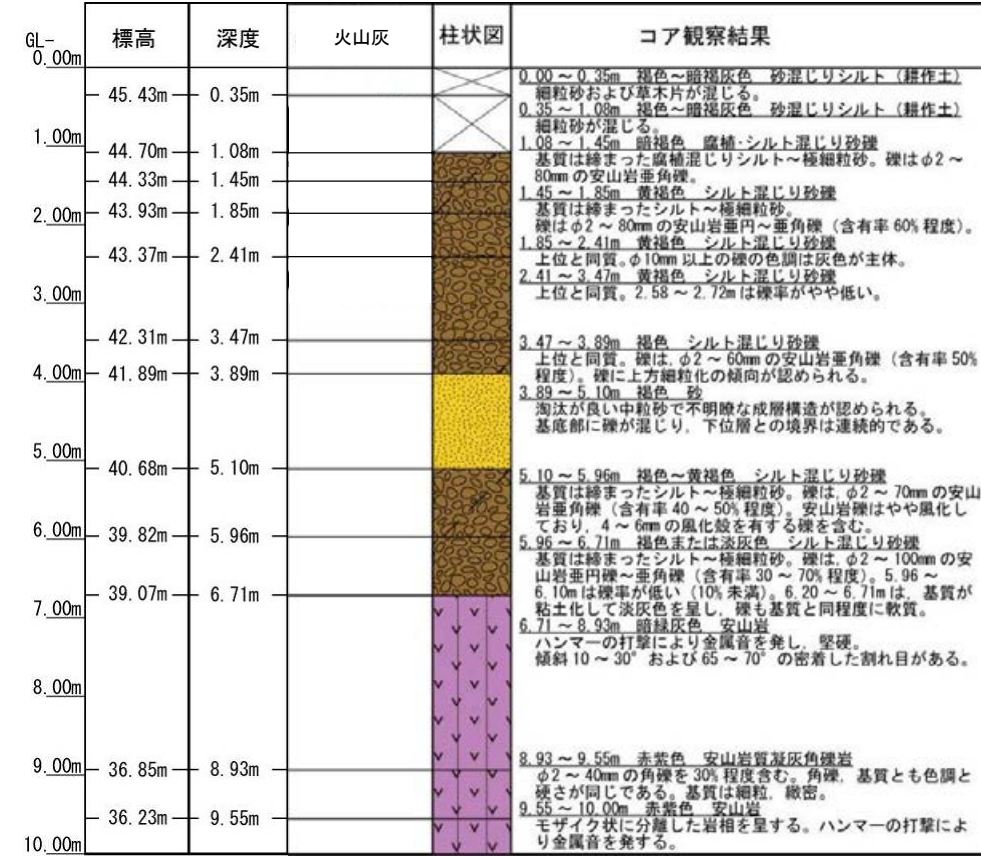 GL-
0.00m
標高
深度
火山灰
柱状図
コア観察結果
0.00～0.35m 褐色～暗褐灰色 砂混じりシルト（耕作土）
細粒砂および草木片が混じる。
45.43m
0.35m
0.35～1.08m 褐色～暗褐灰色 砂混じりシルト（耕作土）
細粒砂が混じる。
1.00m
44.70m
1.08m
1.08～1.45m 暗褐色 腐植・シルト混じり砂礫
基質は締まった腐植混じりシルト～極細粒砂。礫はφ2～
80mmの安山岩亜角礫。
44.33m
1.45m
1.45～1.85m 黄褐色 シルト混じり砂礫
基質は締まったシルト～極細粒砂。
礫はφ2～80mmの安山岩亜円～亜角礫（含有率60%程度）。
2.00m
43.93m
1.85m
1.85～2.41m 黄褐色 シルト混じり砂礫
上位と同質。φ10mm以上の礫の色調は灰色が主体。
43.37m
2.41m
2.41～3.47m 黄褐色 シルト混じり砂礫
上位と同質。2.58～2.72mは礫率がやや低い。
3.00m
42.31m
3.47m
3.47～3.89m 褐色 シルト混じり砂礫
上位と同質。礫は，φ2～60mmの安山岩亜角礫（含有率50%
程度）。礫に上方細粒化の傾向が認められる。
4.00m
41.89m
3.89m
3.89～5.10m 褐色 砂
淘汰が良い中粒砂で不明瞭な成層構造が認められる。
基底部に礫が混じり，下位層との境界は連続的である。
5.00m
40.68m
5.10m
5.10～5.96m 褐色～黄褐色 シルト混じり砂礫
基質は締まったシルト～極細粒砂。礫は，φ2～70mmの安山
岩亜角礫（含有率40～50%程度）。安山岩礫はやや風化し
ており，4～6mmの風化殻を有する礫を含む。
6.00m
39.82m
5.96m
5.96～6.71m 褐色または淡灰色 シルト混じり砂礫
基質は締まったシルト～極細粒砂。礫は，φ2～100mmの安
山岩亜円礫～亜角礫（含有率30～70%程度）。5.96～
6.10mは礫率が低い（10%未満）。6.20～6.71mは，基質が
粘土化して淡灰色を呈し，礫も基質と同程度に軟質。
39.07m
6.71m
7.00m
6.71～8.93m 暗緑灰色 安山岩
ハンマーの打撃により金属音を発し，堅硬。
傾斜10～30°および65～70°の密着した割れ目がある。
8.00m
9.00m
36.85m
8.93m
8.93～9.55m 赤紫色 安山岩質凝灰角礫岩
φ2～40mmの角礫を30%程度含む。角礫，基質とも色調と
硬さが同じである。基質は細粒，緻密。
36.23m
9.55m
9.55～10.00m 赤紫色 安山岩
モザイク状に分離した岩相を呈する。ハンマーの打撃によ
り金属音を発する。
10.00m